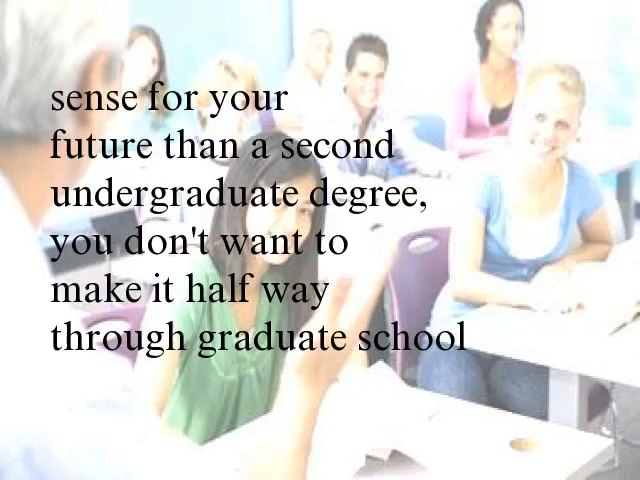 sense for your
future than a second
undergraduate degree,
you don't want to
make it half way
through graduate school